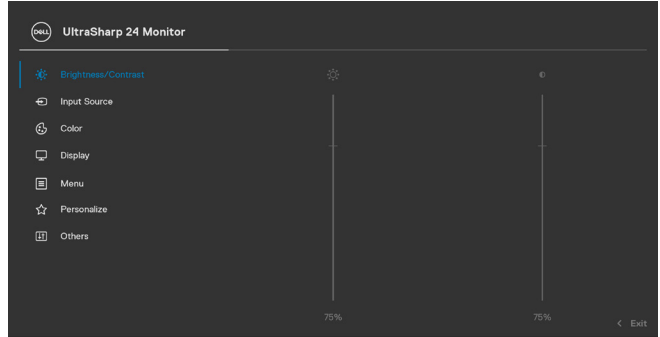 DELL UltraSharp 24 Monitor
Brightness/Contrast
Input Source
Color
Display
Menu
Personalize
Others
75% 75%
< Exit